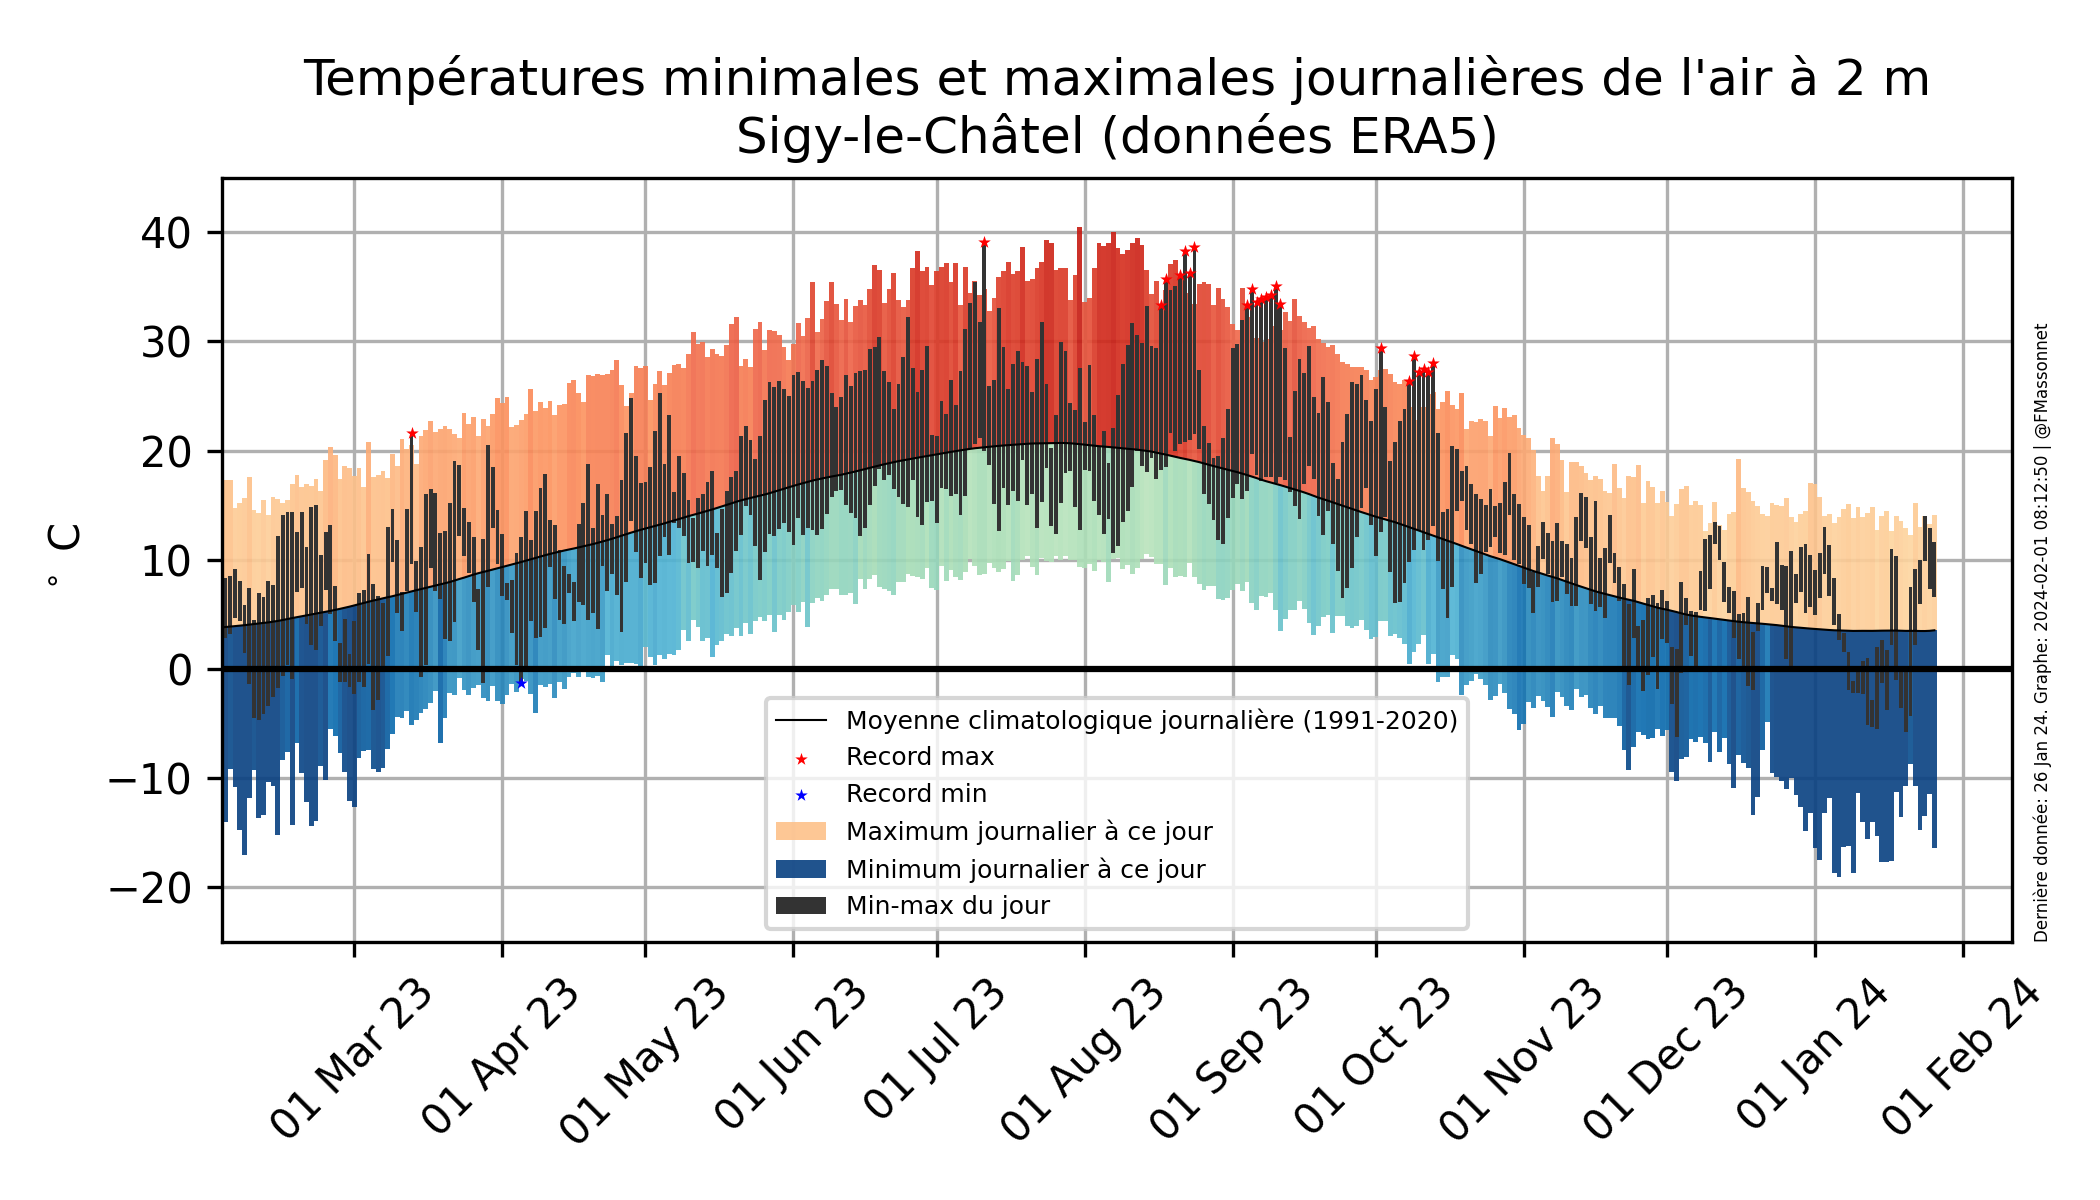 Températures minimales et maximales journalières de l'air à 2 m
Sigy-le-Châtel (données ERA5)
° C
40
30
20
10
0
−10
−20
Moyenne climatologique journalière (1991-2020)
Record max
Record min
Maximum journalier à ce jour
Minimum journalier à ce jour
Min-max du jour
01 Mar 23
01 Apr 23
01 May 23
01 Jun 23
01 Jul 23
01 Aug 23
01 Sep 23
01 Oct 23
01 Nov 23
01 Dec 23
01 Jan 24
01 Feb 24
Dernière donnée: 26 Jan 24. Graphe: 2024-02-01 08:12:50 | @FMassonnet